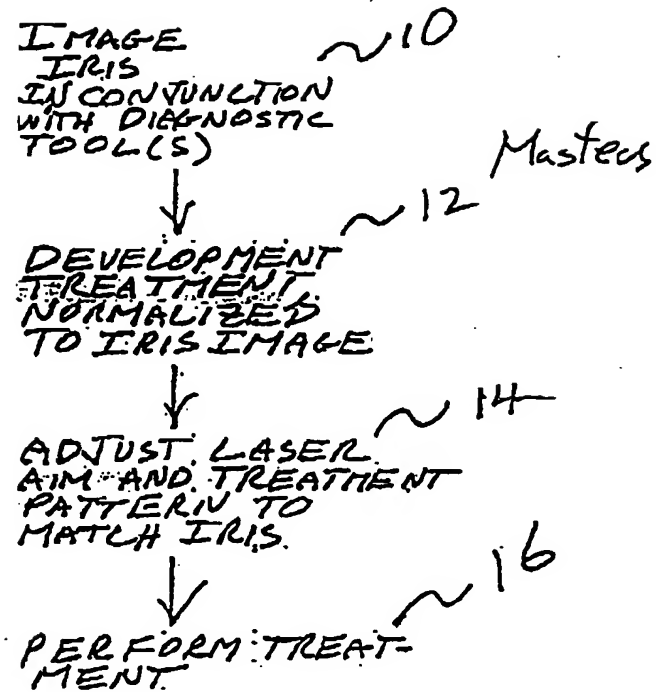 IMAGE
IRIS
IN CONJUNCTION
WITH DIAGNOSTIC
TOOL(S)
10
Masters
12
DEVELOPMENT
TREATMENT
NORMALIZED
TO IRIS IMAGE
14
ADJUST LASER
AIM AND TREATMENT
PATTERN TO
MATCH IRIS.
16
PERFORM TREAT-
MENT